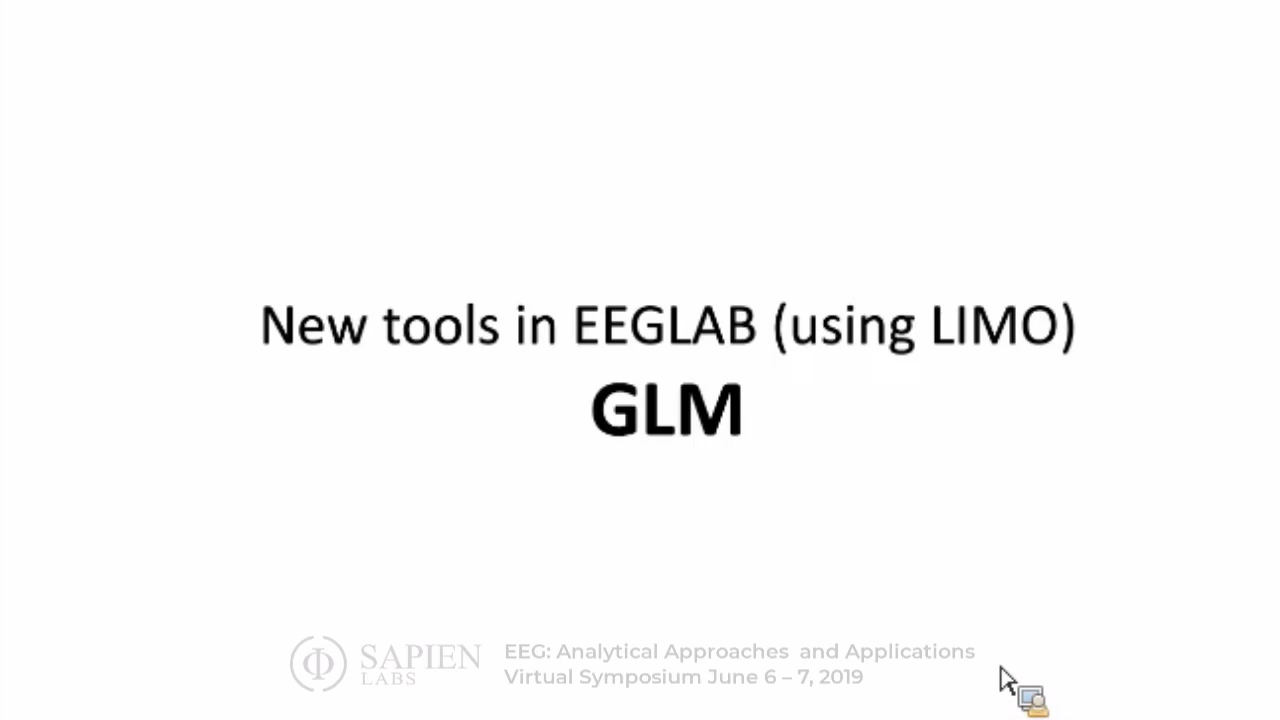 New tools in EEGLAB (using LIMO)
GLM
SAPIEN
LABS
EEG: Analytical Approaches and Applications
Virtual Symposium June 6 – 7, 2019